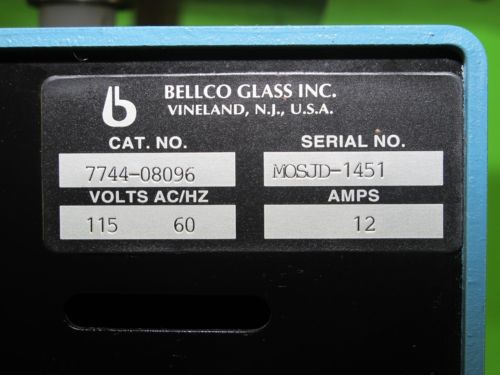 b BELLCO GLASS INC.
VINELAND, N.J., U.S.A.
CAT. NO. SERIAL NO.
7744-08096 MOSJD-1451
VOLTS AC/HZ AMPS
115 60 12